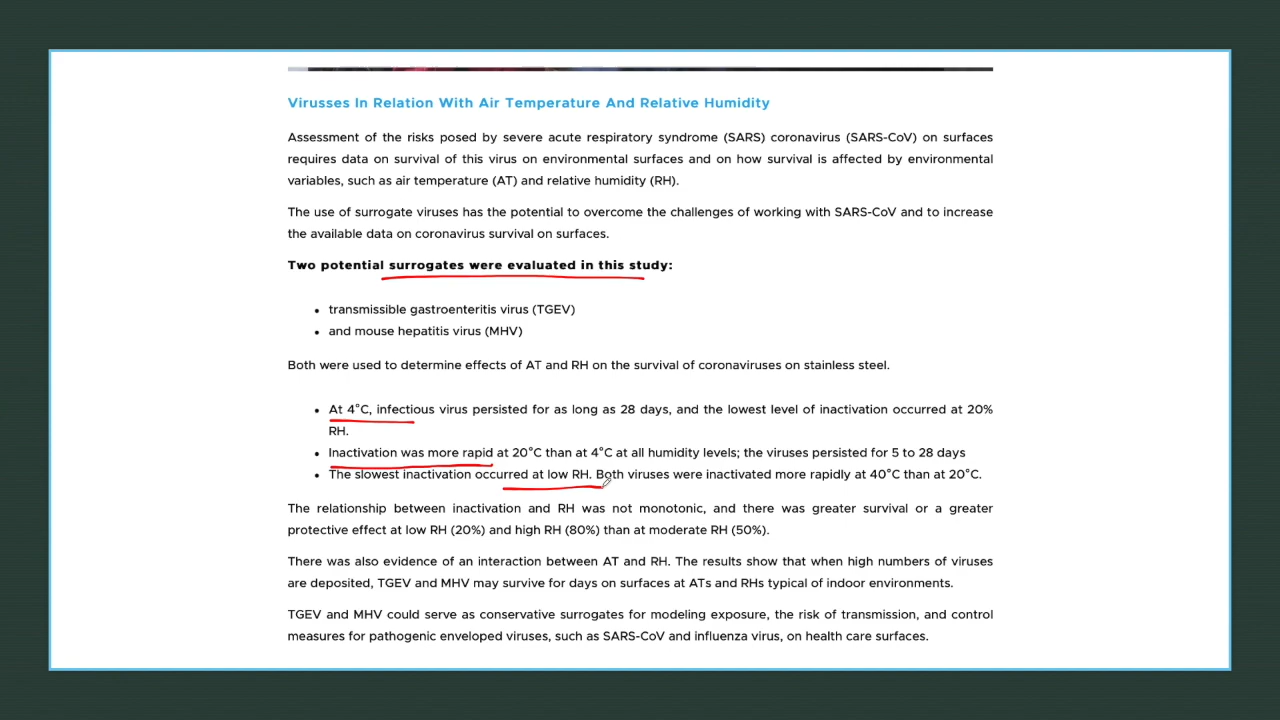 Virusses In Relation With Air Temperature And Relative Humidity
Assessment of the risks posed by severe acute respiratory syndrome (SARS) coronavirus (SARS-CoV) on surfaces
requires data on survival of this virus on environmental surfaces and on how survival is affected by environmental
variables, such as air temperature (AT) and relative humidity (RH).
The use of surrogate viruses has the potential to overcome the challenges of working with SARS-CoV and to increase
the available data on coronavirus survival on surfaces.
Two potential surrogates were evaluated in this study:
• transmissible gastroenteritis virus (TGEV)
• and mouse hepatitis virus (MHV)
Both were used to determine effects of AT and RH on the survival of coronaviruses on stainless steel.
• At 4°C, infectious virus persisted for as long as 28 days, and the lowest level of inactivation occurred at 20%
RH.
• Inactivation was more rapid at 20°C than at 4°C at all humidity levels; the viruses persisted for 5 to 28 days
• The slowest inactivation occurred at low RH. Both viruses were inactivated more rapidly at 40°C than at 20°C.
The relationship between inactivation and RH was not monotonic, and there was greater survival or a greater
protective effect at low RH (20%) and high RH (80%) than at moderate RH (50%).
There was also evidence of an interaction between AT and RH. The results show that when high numbers of viruses
are deposited, TGEV and MHV may survive for days on surfaces at ATs and RHs typical of indoor environments.
TGEV and MHV could serve as conservative surrogates for modeling exposure, the risk of transmission, and control
measures for pathogenic enveloped viruses, such as SARS-CoV and influenza virus, on health care surfaces.